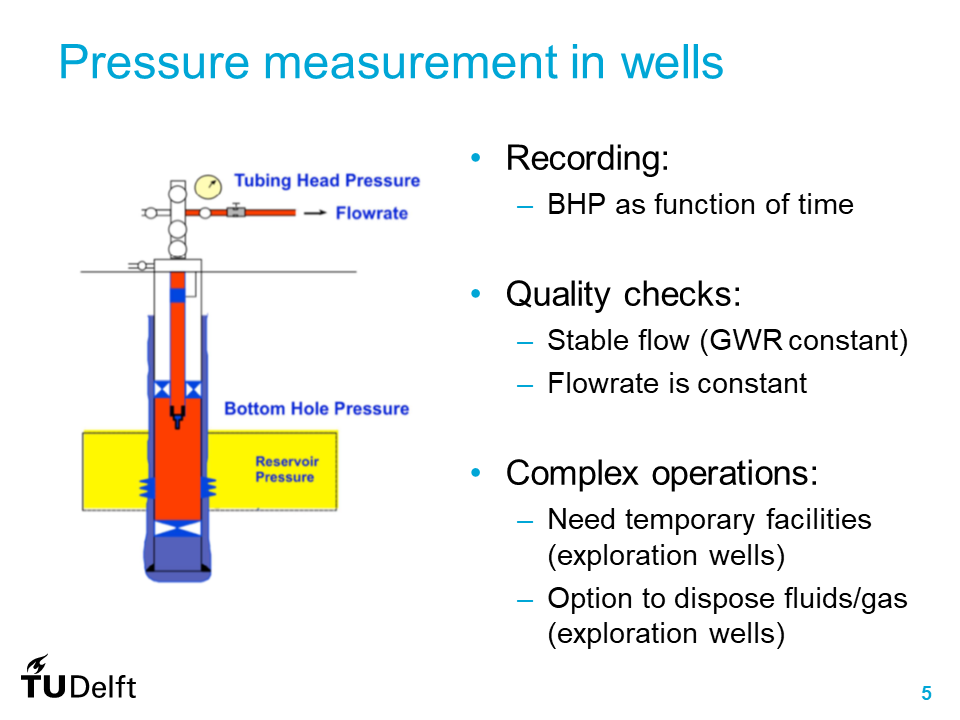 Pressure measurement in wells
Tubing Head Pressure
Flowrate
Bottom Hole Pressure
Reservoir
Pressure
• Recording:
– BHP as function of time
• Quality checks:
– Stable flow (GWR constant)
– Flowrate is constant
• Complex operations:
– Need temporary facilities
(exploration wells)
– Option to dispose fluids/gas
(exploration wells)
TU Delft
5